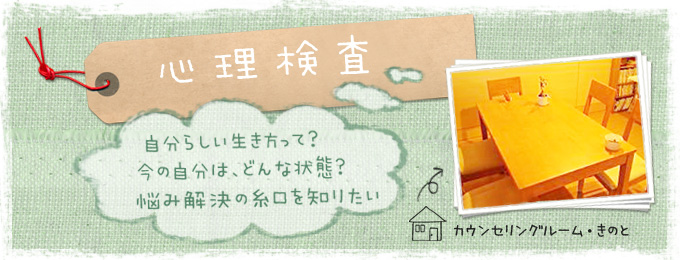 心理検査
自分らしい生き方って？
今の自分は、どんな状態？
悩み解決の糸口を知りたい
カウンセリングルーム・きのと